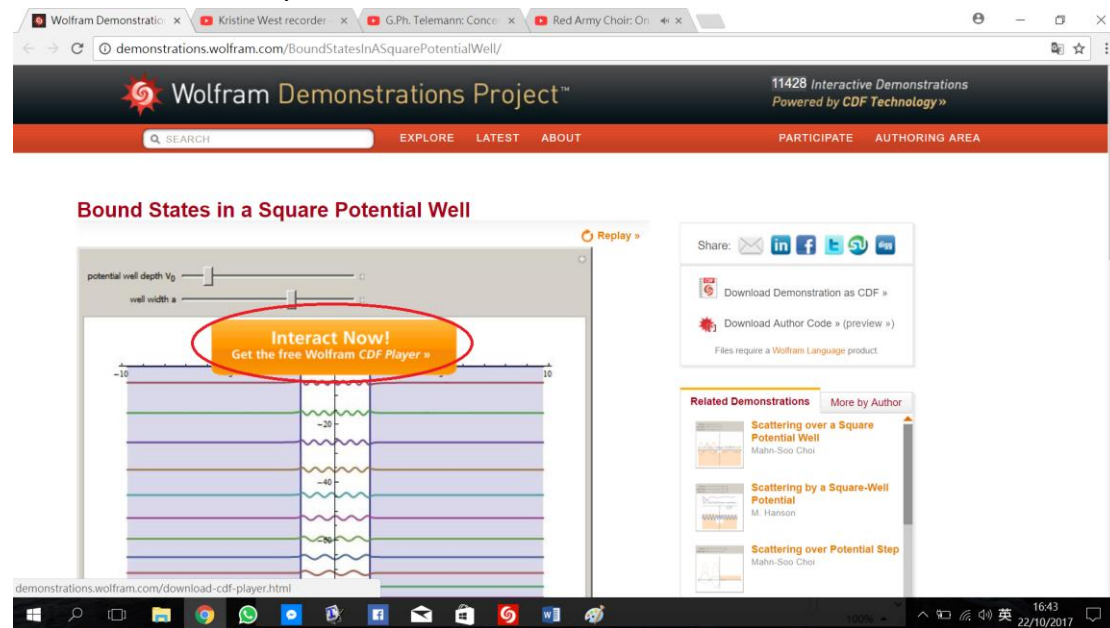 Wolfram Demonstratio
Kristine West recorder
G.Ph. Telemann: Conce
Red Army Choir: On
demonstrations.wolfram.com/BoundStatesInASquarePotentialWell/
Wolfram Demonstrations Project™
11428 Interactive Demonstrations
Powered by CDF Technology »
SEARCH
EXPLORE LATEST ABOUT
PARTICIPATE AUTHORING AREA
Bound States in a Square Potential Well
Replay »
potential well depth V0
well width a
Interact Now!
Get the free Wolfram CDF Player »
-10
10
-20
-40
Share:
Download Demonstration as CDF »
Download Author Code » (preview »)
Files require a Wolfram Language product.
Related Demonstrations
More by Author
Scattering over a Square
Potential Well
Mahn-Soo Choi
Scattering by a Square-Well
Potential
M. Hanson
Scattering over Potential Step
Mahn-Soo Choi
demonstrations.wolfram.com/download-cdf-player.html
100%
英
16:43
22/10/2017